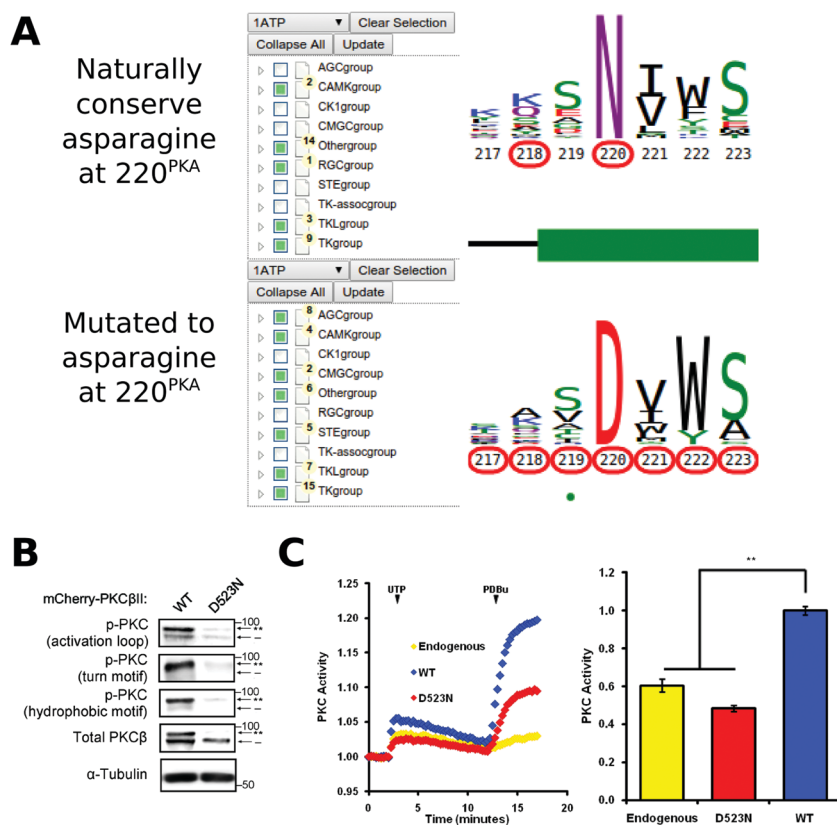 A
Naturally
conserve
asparagine
at 220PKA
1ATP ▼ Clear Selection
Collapse All Update
AGCgroup
2 CAMKgroup
CK1group
CMGCgroup
14 Othergroup
1 RGCgroup
STEgroup
TK-assocgroup
3 TKLgroup
9 TKgroup
K K S N I W S
217 218 219 220 221 222 223
Mutated to
asparagine
at 220PKA
1ATP ▼ Clear Selection
Collapse All Update
8 AGCgroup
4 CAMKgroup
CK1group
2 CMGCgroup
6 Othergroup
RGCgroup
5 STEgroup
TK-assocgroup
7 TKLgroup
15 TKgroup
A S D V W S
217 218 219 220 221 222 223
B
mCherry-PKCβII: WT D523N
p-PKC
(activation loop)
100
**
–
p-PKC
(turn motif)
100
**
–
p-PKC
(hydrophobic motif)
100
**
–
Total PKCβ
100
**
–
α-Tubulin
50
C
PKC Activity
1.25
1.20
1.15
1.10
1.05
1.00
0.95
UTP PDBu
Endogenous
WT
D523N
0 5 10 15 20
Time (minutes)
PKC Activity
1.2
1.0
0.8
0.6
0.4
0.2
0.0
**
Endogenous D523N WT